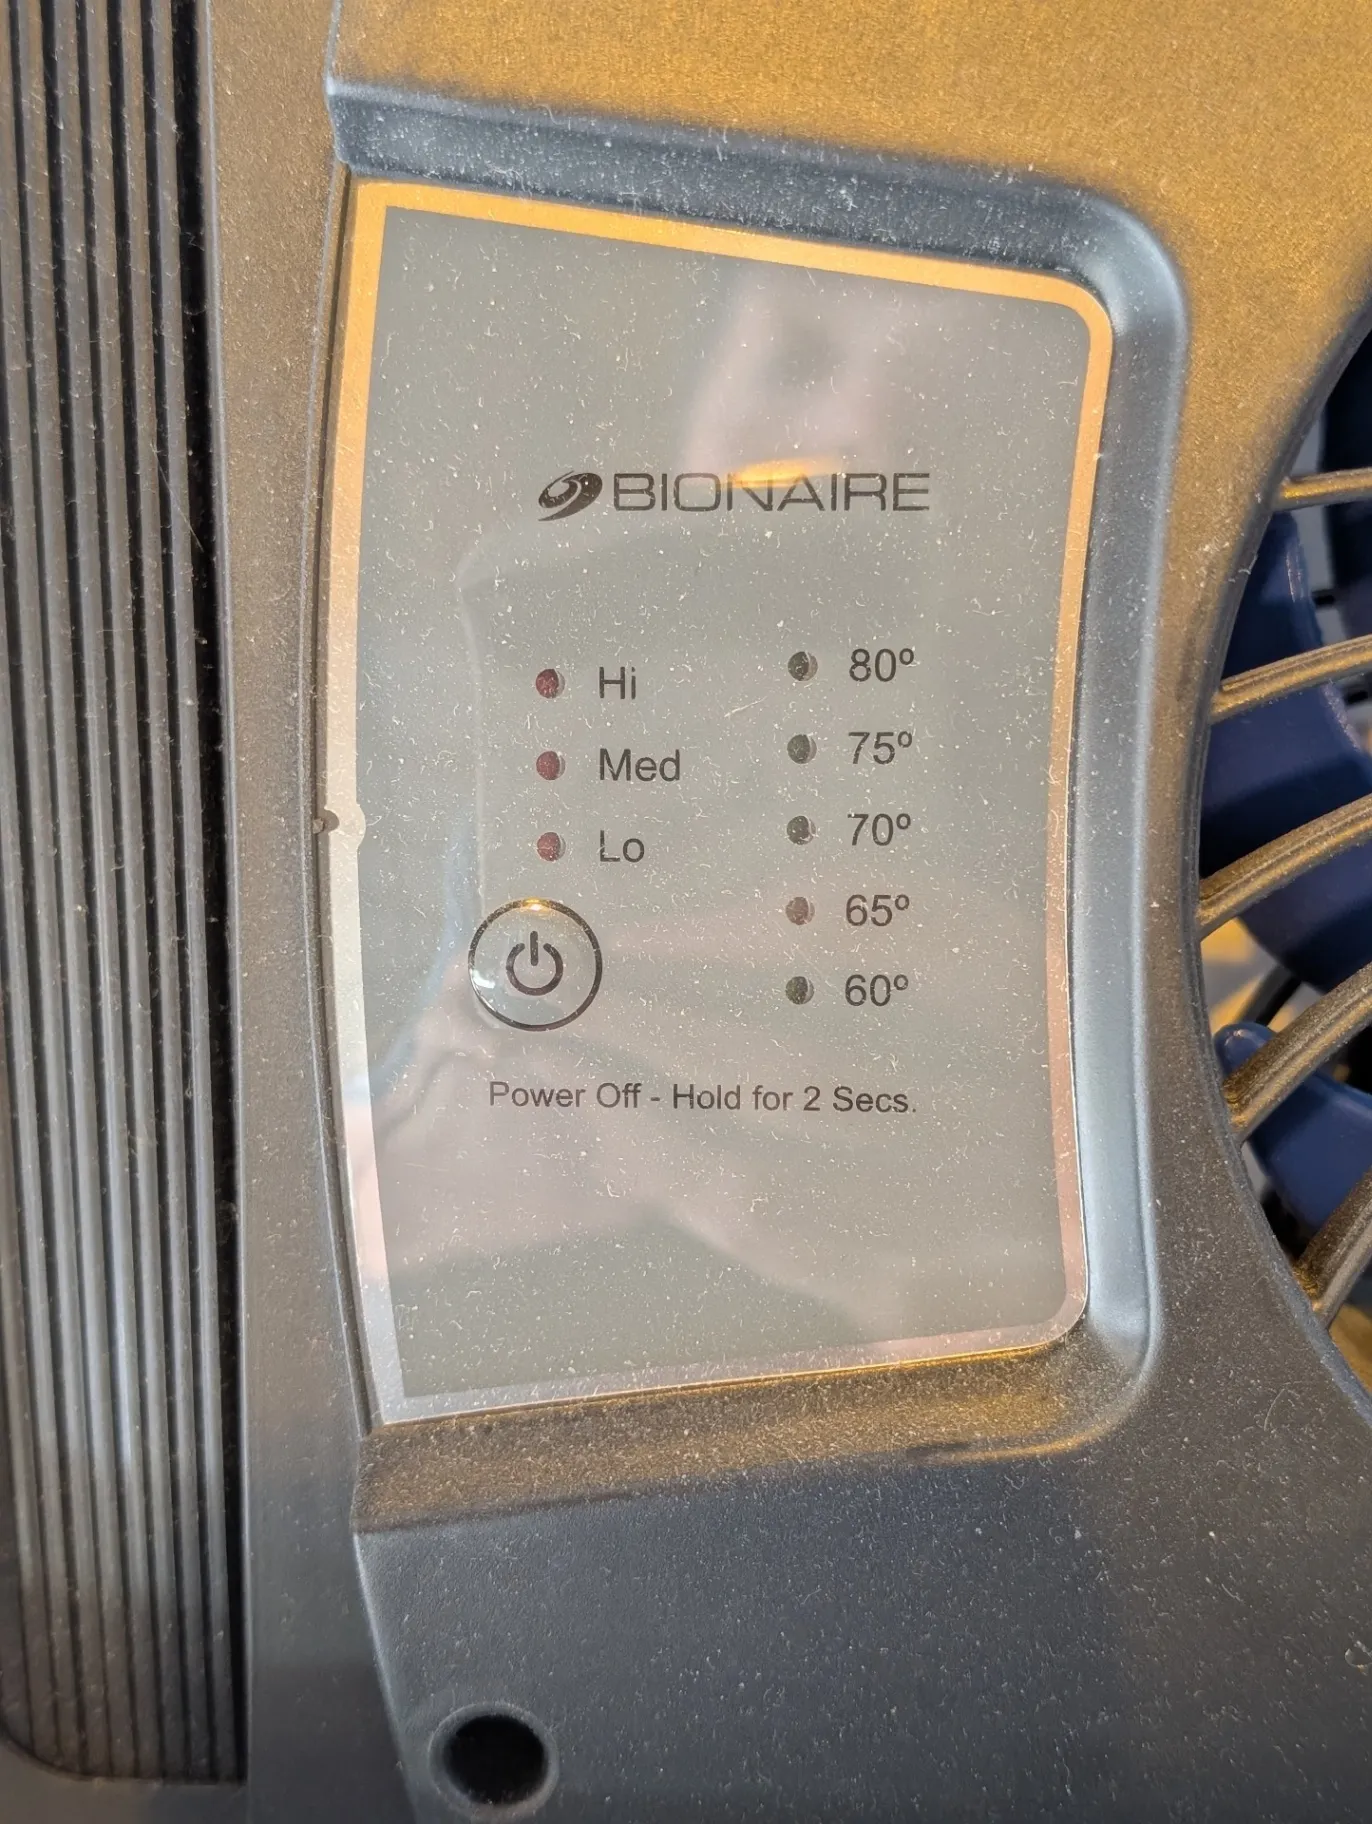 BIONAIRE
Hi
Med
Lo
80º
75º
70º
65º
60º
Power Off - Hold for 2 Secs.